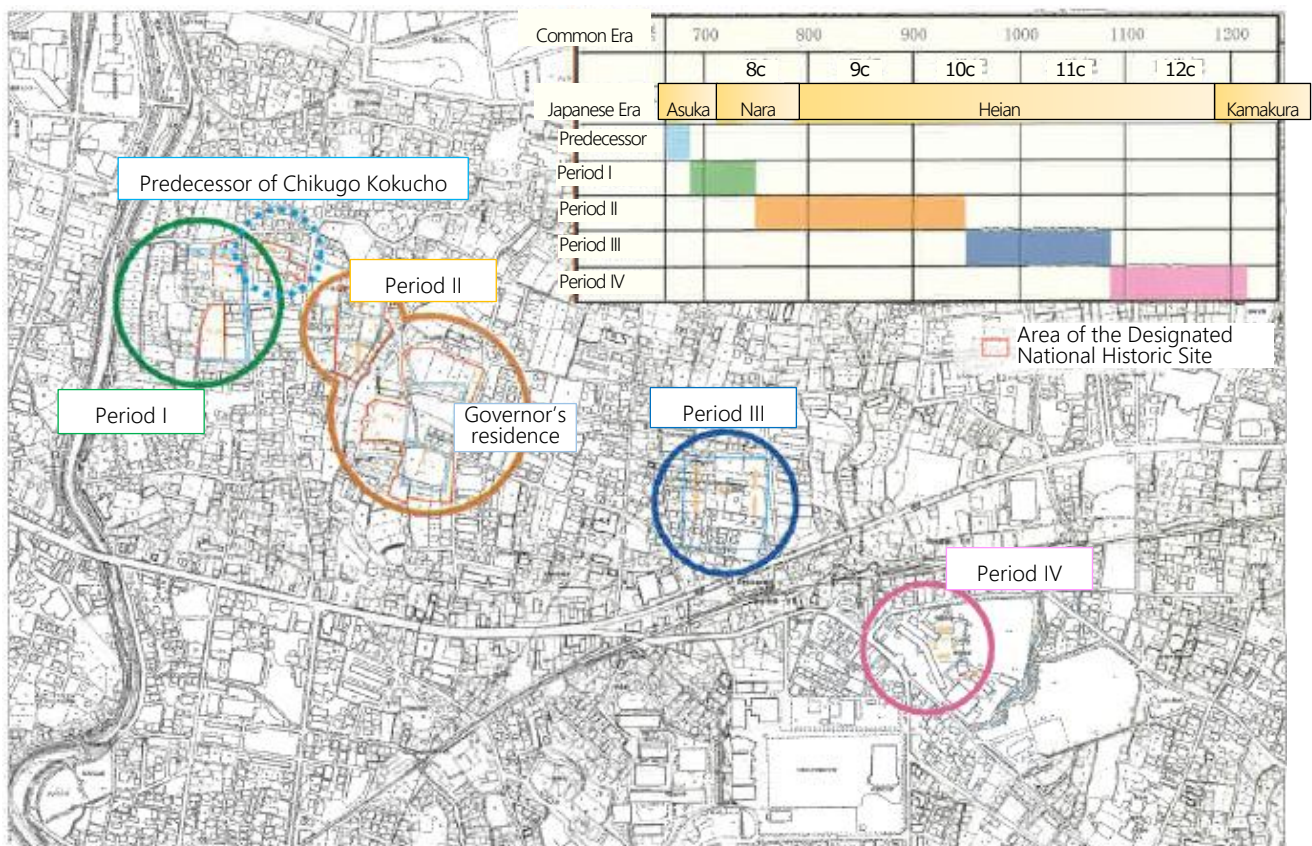 Common Era
700
800
900
1000
1100
1200
8c
9c
10c
11c
12c
Japanese Era
Asuka
Nara
Heian
Kamakura
Predecessor
Period I
Period II
Period III
Period IV
Predecessor of Chikugo Kokucho
Period II
Area of the Designated
National Historic Site
Period I
Governor's
residence
Period III
Period IV